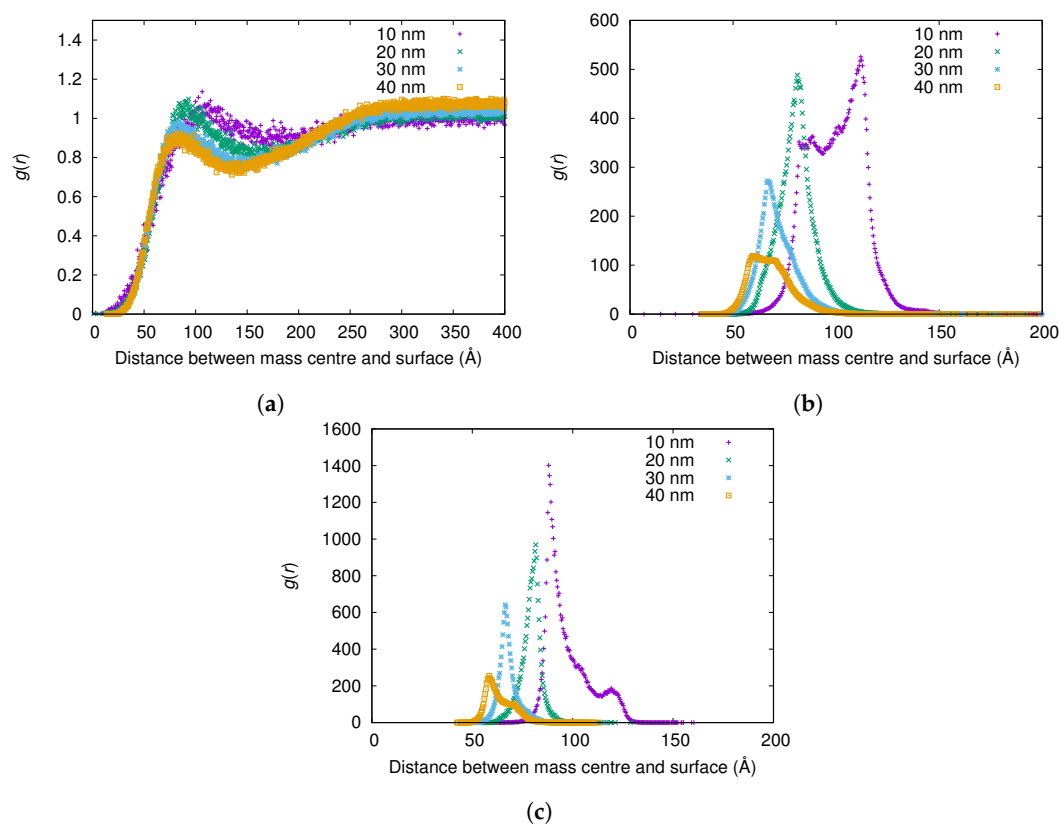 1.4
1.2
1
0.8
0.6
0.4
0.2
0
g(r)
10 nm
20 nm
30 nm
40 nm
0 50 100 150 200 250 300 350 400
Distance between mass centre and surface (Å)
(a)
600
500
400
300
200
100
0
g(r)
10 nm
20 nm
30 nm
40 nm
0 50 100 150 200
Distance between mass centre and surface (Å)
(b)
1600
1400
1200
1000
800
600
400
200
0
g(r)
10 nm
20 nm
30 nm
40 nm
0 50 100 150 200
Distance between mass centre and surface (Å)
(c)